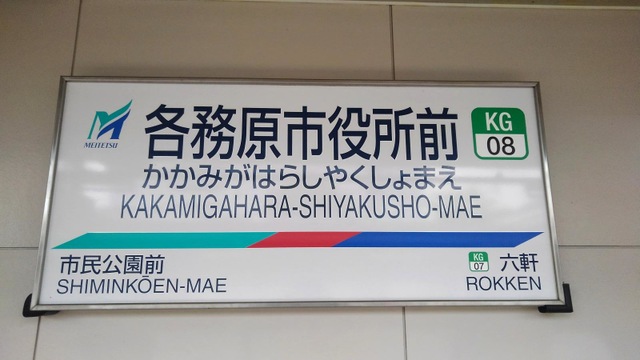 MEITETSU
各務原市役所前
KG
08
かかみがはらしやくしょまえ
KAKAMIGAHARA-SHIYAKUSHO-MAE
市民公園前
SHIMINKŌEN-MAE
KG
07
六軒
ROKKEN